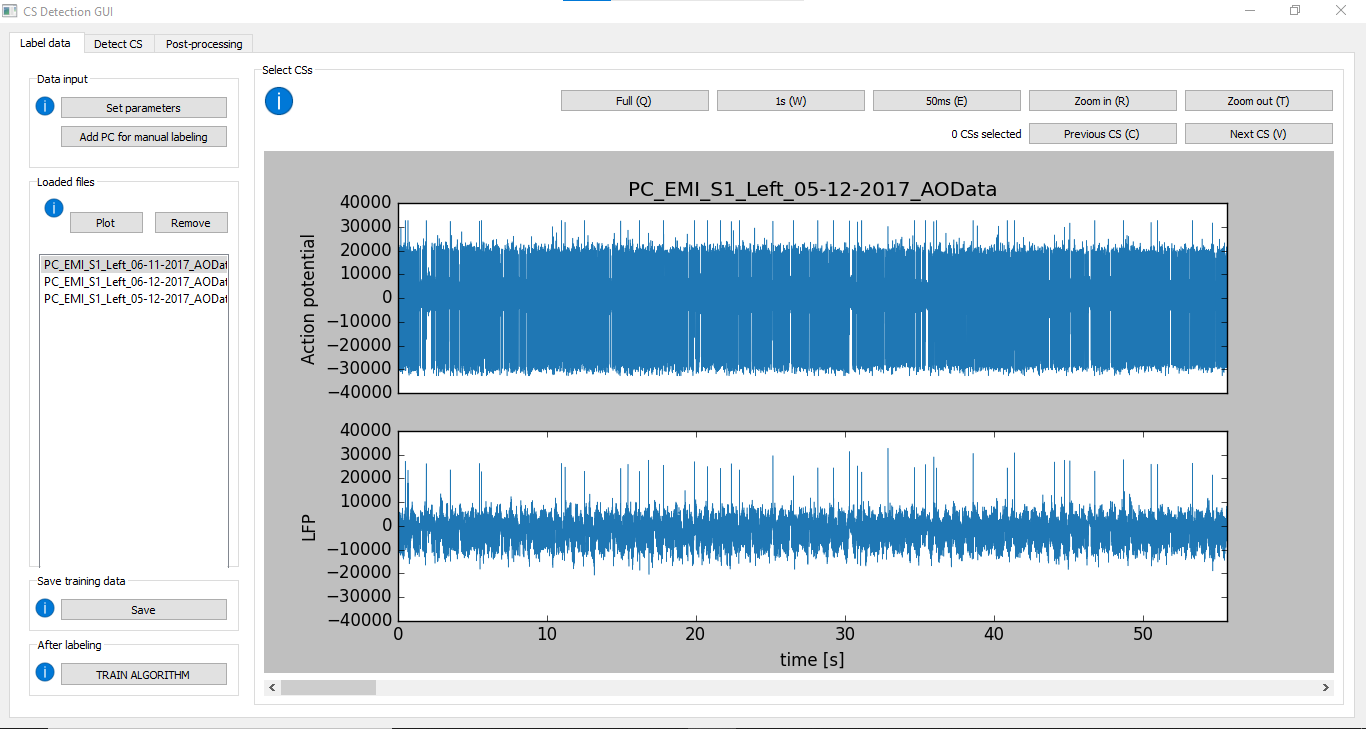 CS Detection GUI
Label data
Detect CS
Post-processing
Data input
i
Set parameters
Add PC for manual labeling
Loaded files
i
Plot
Remove
PC_EMI_S1_Left_06-11-2017_AODat
PC_EMI_S1_Left_06-12-2017_AODat
PC_EMI_S1_Left_05-12-2017_AODat
Save training data
i
Save
After labeling
i
TRAIN ALGORITHM
Select CSs
i
Full (Q)
1s (W)
50ms (E)
Zoom in (R)
Zoom out (T)
0 CSs selected
Previous CS (C)
Next CS (V)
PC_EMI_S1_Left_05-12-2017_AOData
Action potential
40000
30000
20000
10000
0
−10000
−20000
−30000
−40000
LFP
40000
30000
20000
10000
0
−10000
−20000
−30000
−40000
0 10 20 30 40 50
time [s]